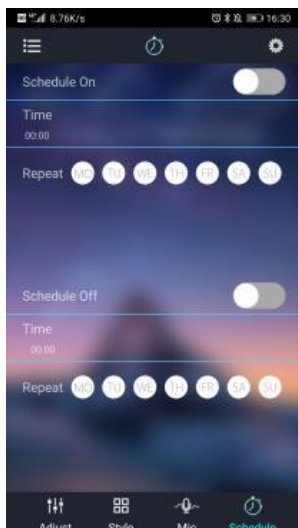 8.76K/s 16:30
Schedule On
Time
00:00
Repeat MO TU WE TH FR SA SU
Schedule Off
Time
00:00
Repeat MO TU WE TH FR SA SU
Adjust Style Mic Schedule